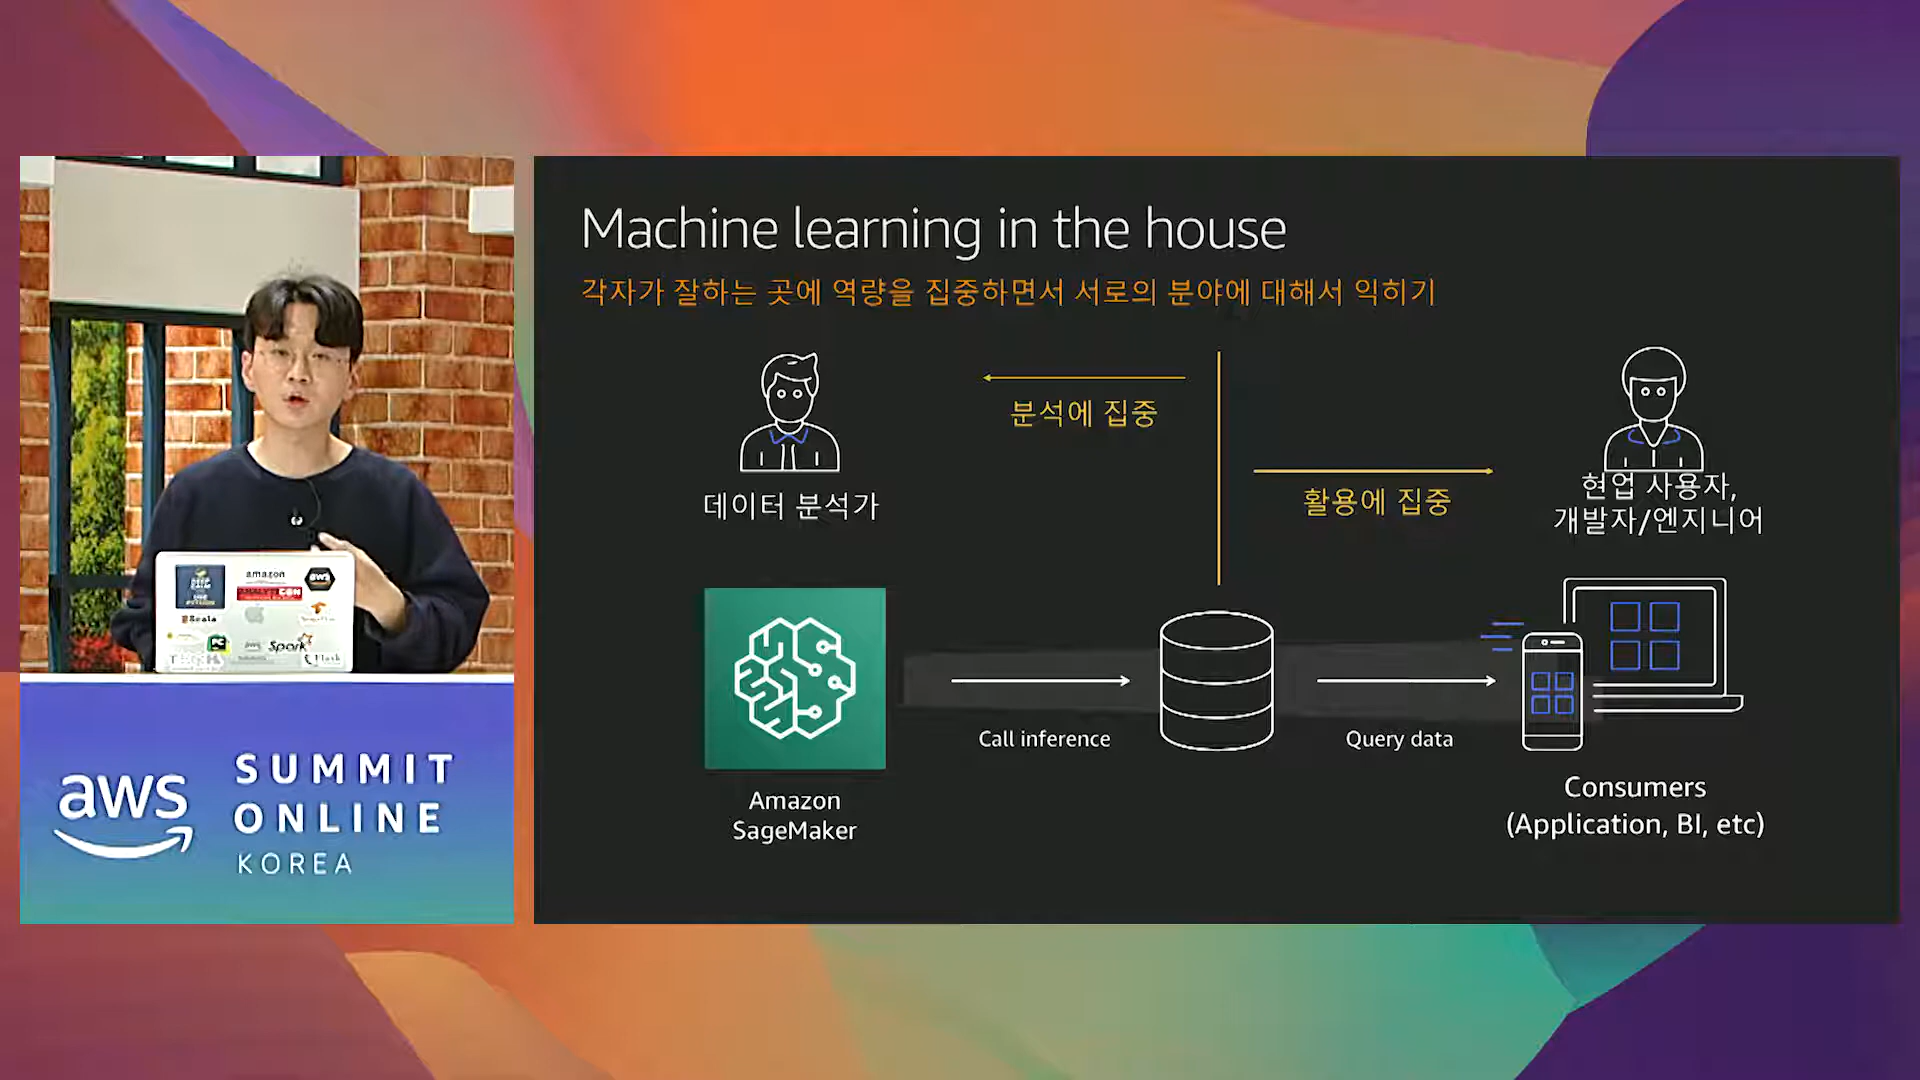 Machine learning in the house
각자가 잘하는 곳에 역량을 집중하면서 서로의 분야에 대해서 익히기
분석에 집중
데이터 분석가
활용에 집중
현업 사용자,
개발자/엔지니어
Call inference
Query data
Amazon
SageMaker
Consumers
(Application, BI, etc)
amazon
aws
Scala
PC
aws
Spark
Flask
aws
SUMMIT
ONLINE
KOREA